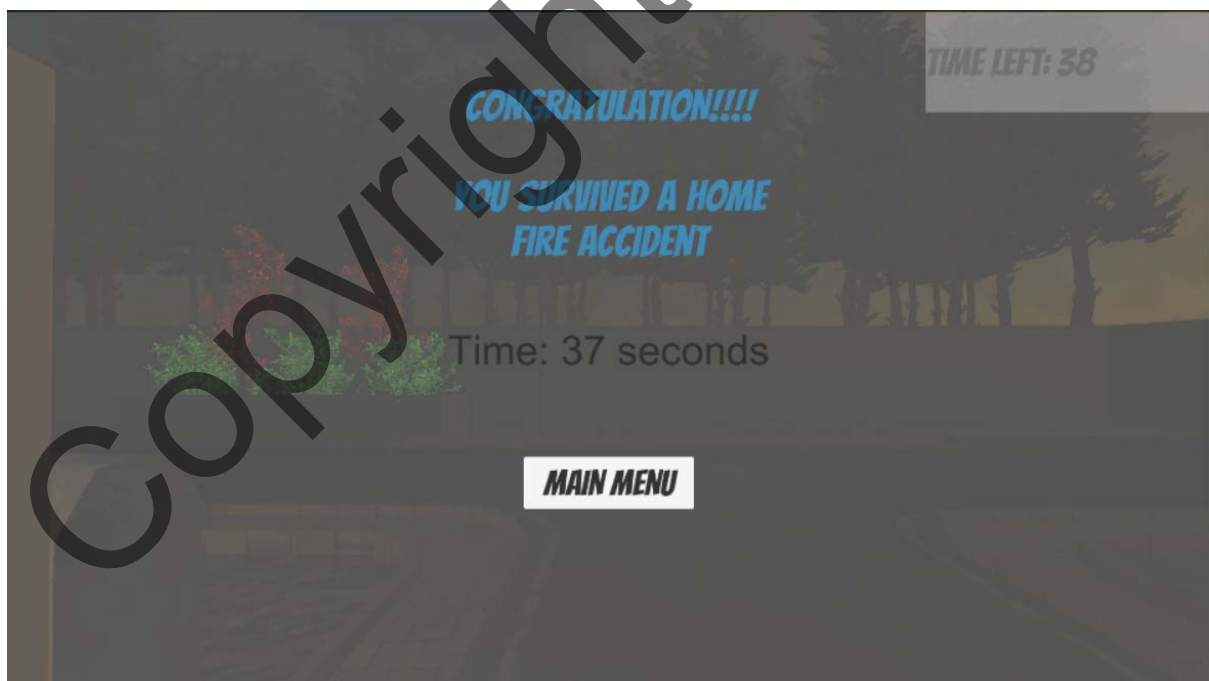 TIME LEFT: 38
CONGRATULATION!!!!
YOU SURVIVED A HOME
FIRE ACCIDENT
Time: 37 seconds
MAIN MENU
Copyright